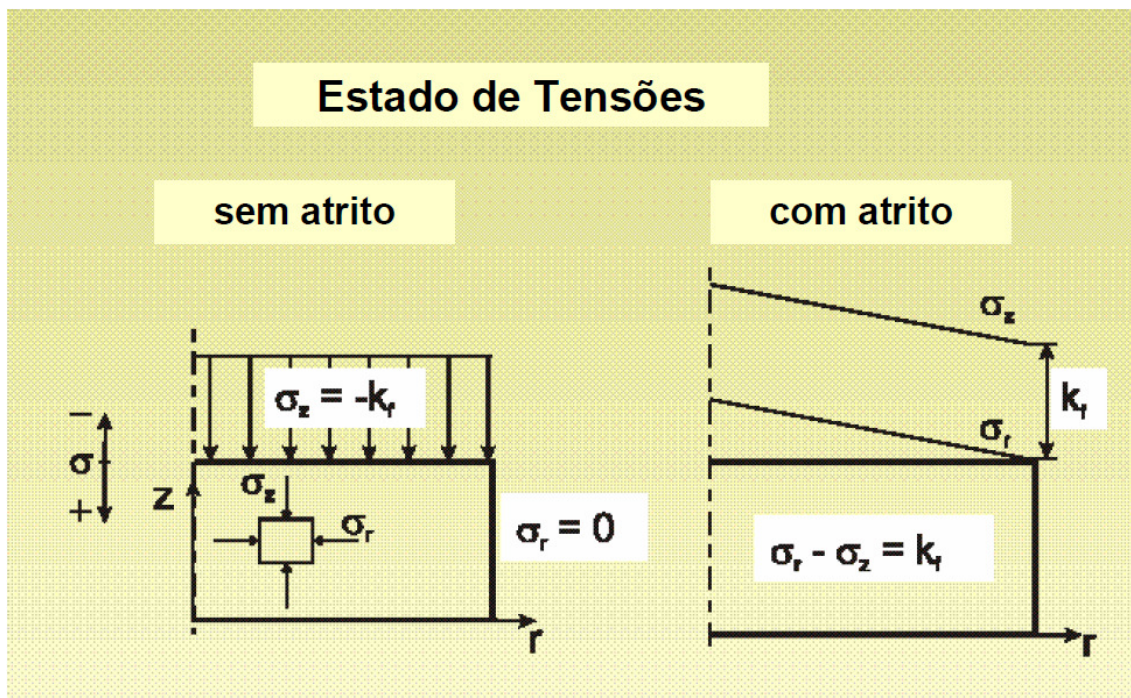 Estado de Tensões
sem atrito
com atrito
σz = -kf
−
σ
+
z
σz
σr
σr = 0
r
σz
kf
σr
σr - σz = kf
r